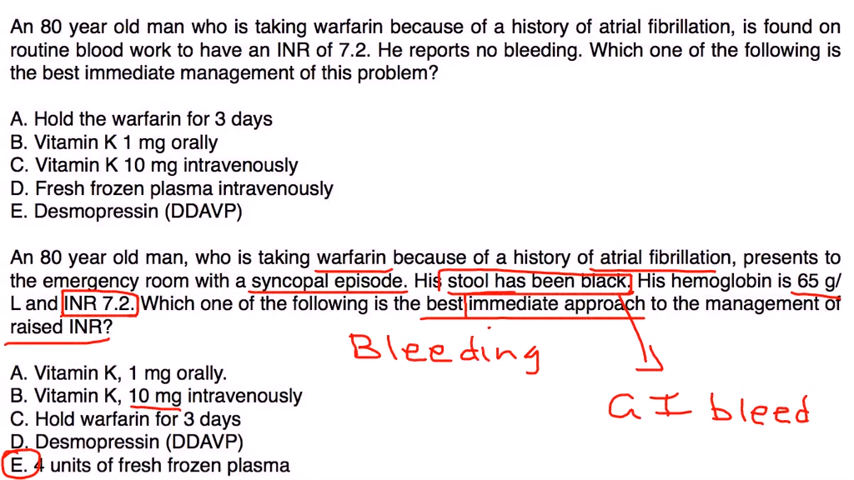 An 80 year old man who is taking warfarin because of a history of atrial fibrillation, is found on
routine blood work to have an INR of 7.2. He reports no bleeding. Which one of the following is
the best immediate management of this problem?
A. Hold the warfarin for 3 days
B. Vitamin K 1 mg orally
C. Vitamin K 10 mg intravenously
D. Fresh frozen plasma intravenously
E. Desmopressin (DDAVP)
An 80 year old man, who is taking warfarin because of a history of atrial fibrillation, presents to
the emergency room with a syncopal episode. His stool has been black. His hemoglobin is 65 g/
L and INR 7.2. Which one of the following is the best immediate approach to the management of
raised INR?
Bleeding
A. Vitamin K, 1 mg orally.
B. Vitamin K, 10 mg intravenously
GI bleed
C. Hold warfarin for 3 days
D. Desmopressin (DDAVP)
E. 4 units of fresh frozen plasma